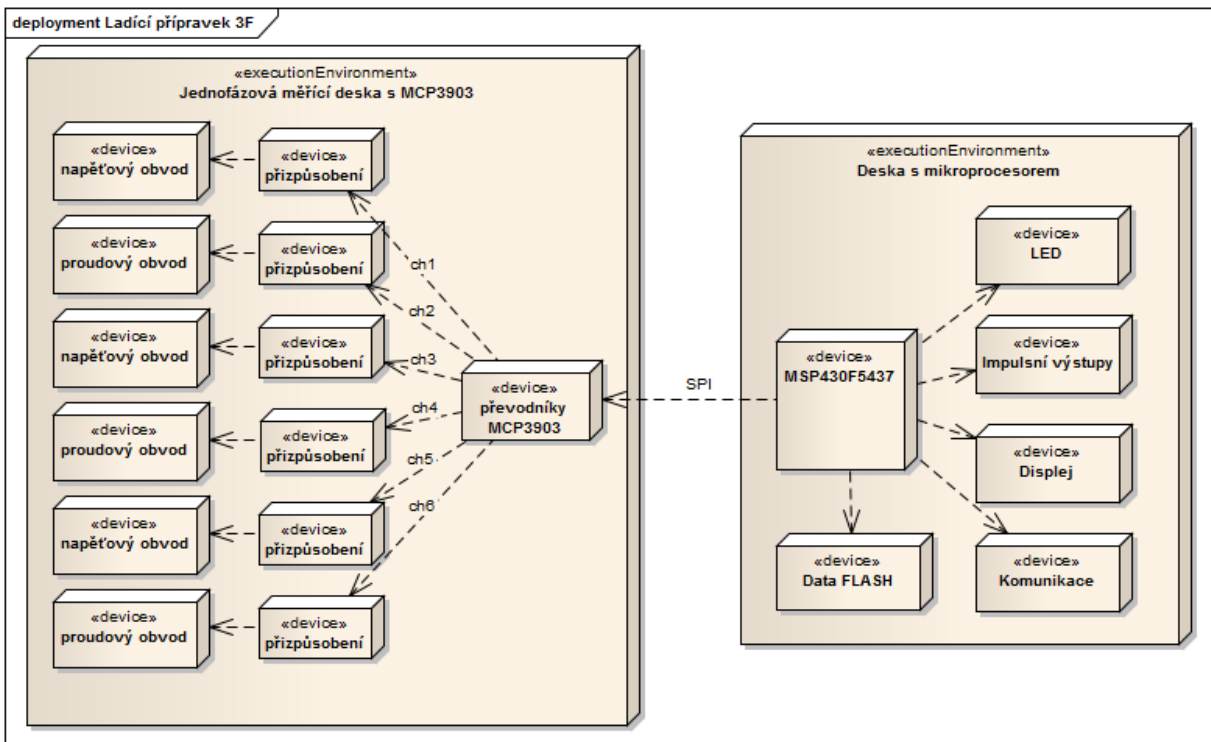 deployment Ladící přípravek 3F
«executionEnvironment»
Jednofázová měřící deska s MCP3903
«device»
napěťový obvod
«device»
přizpůsobení
«device»
proudový obvod
«device»
přizpůsobení
«device»
napěťový obvod
«device»
přizpůsobení
«device»
proudový obvod
«device»
přizpůsobení
«device»
napěťový obvod
«device»
přizpůsobení
«device»
proudový obvod
«device»
přizpůsobení
ch1
ch2
ch3
ch4
ch5
ch6
«device»
převodníky
MCP3903
SPI
«executionEnvironment»
Deska s mikroprocesorem
«device»
MSP430F5437
«device»
LED
«device»
Impulsní výstupy
«device»
Displej
«device»
Data FLASH
«device»
Komunikace